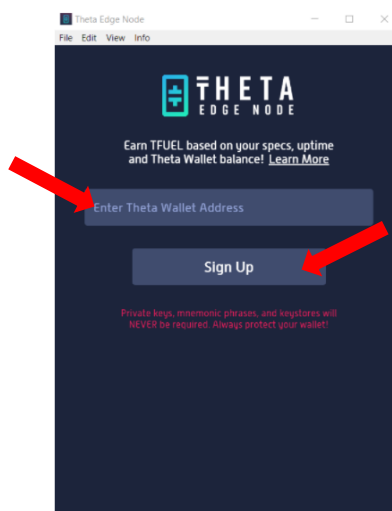 Theta Edge Node
File Edit View Info
THETA
EDGE NODE
Earn TFUEL based on your specs, uptime
and Theta Wallet balance! Learn More
Enter Theta Wallet Address
Sign Up
Private keys, mnemonic phrases, and keystores will
NEVER be required. Always protect your wallet!